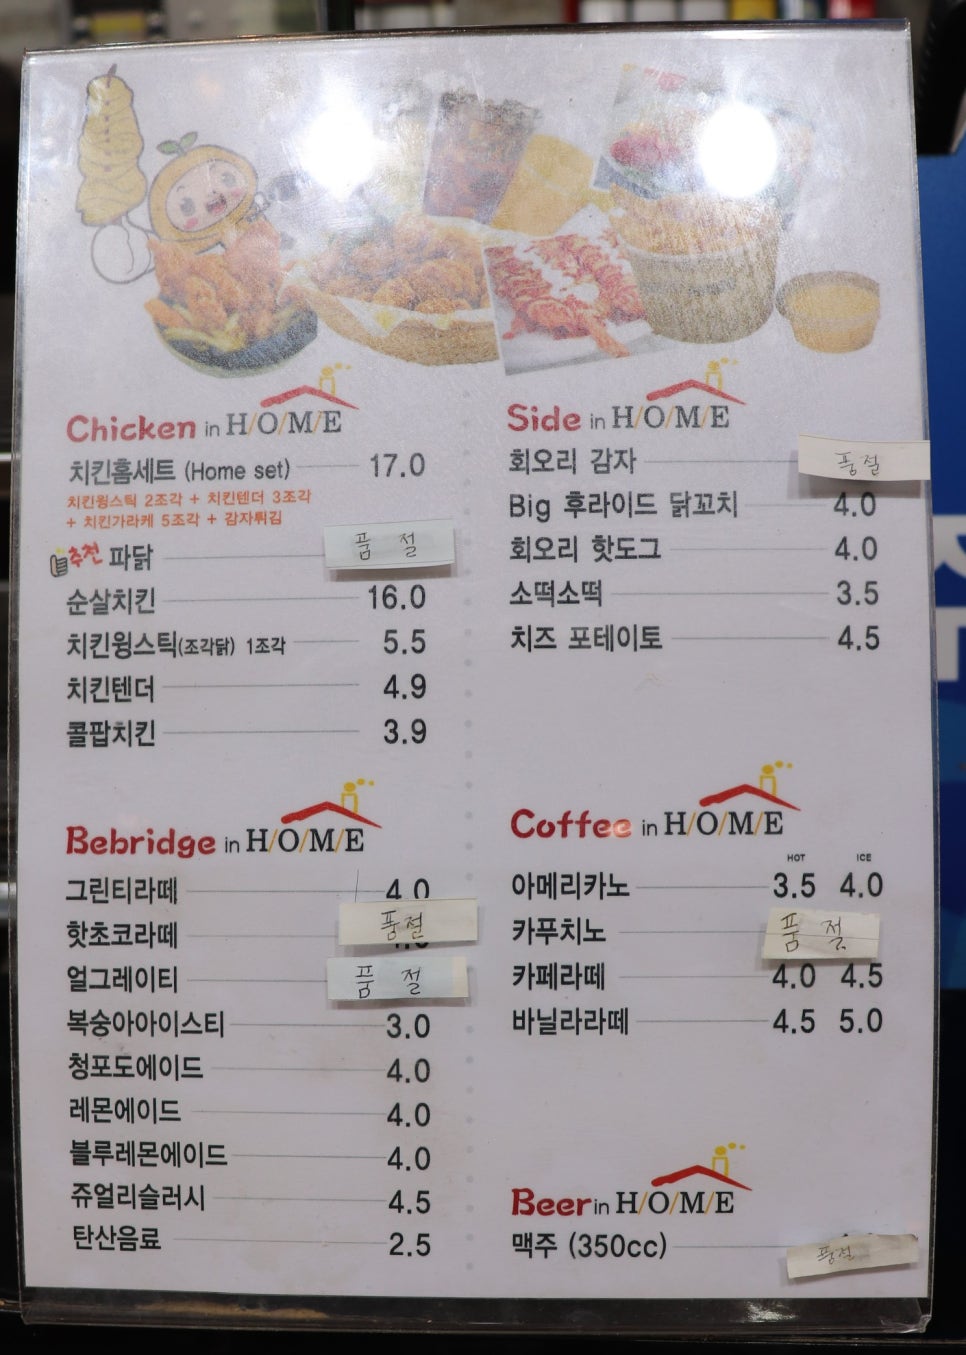 Chicken in H/O/M/E
치킨홈세트 (Home set) 17.0
치킨윙스틱 2조각 + 치킨텐더 3조각
+ 치킨가라케 5조각 + 감자튀김
추천 파닭 품 절
순살치킨 16.0
치킨윙스틱(조각닭) 1조각 5.5
치킨텐더 4.9
콜팝치킨 3.9
Side in H/O/M/E
회오리 감자 품절
Big 후라이드 닭꼬치 4.0
회오리 핫도그 4.0
소떡소떡 3.5
치즈 포테이토 4.5
Bebridge in H/O/M/E
그린티라떼 4.0
핫초코라떼 품절
얼그레이티 품 절
복숭아아이스티 3.0
청포도에이드 4.0
레몬에이드 4.0
블루레몬에이드 4.0
쥬얼리슬러시 4.5
탄산음료 2.5
Coffee in H/O/M/E
HOT ICE
아메리카노 3.5 4.0
카푸치노 품 절
카페라떼 4.0 4.5
바닐라라떼 4.5 5.0
Beer in H/O/M/E
맥주 (350cc) 품절